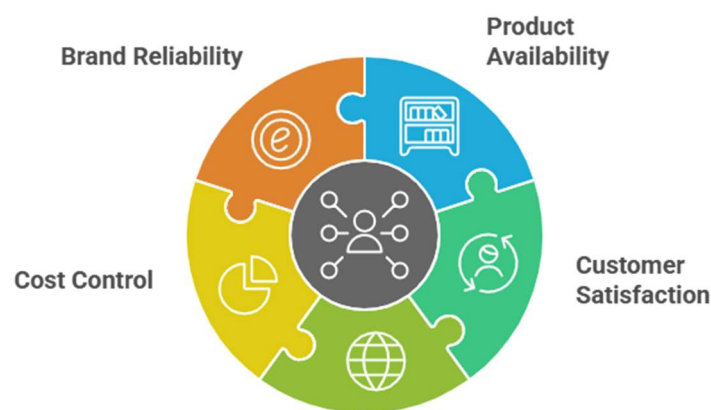 Product
Availability
Brand Reliability
Customer
Satisfaction
Cost Control
e